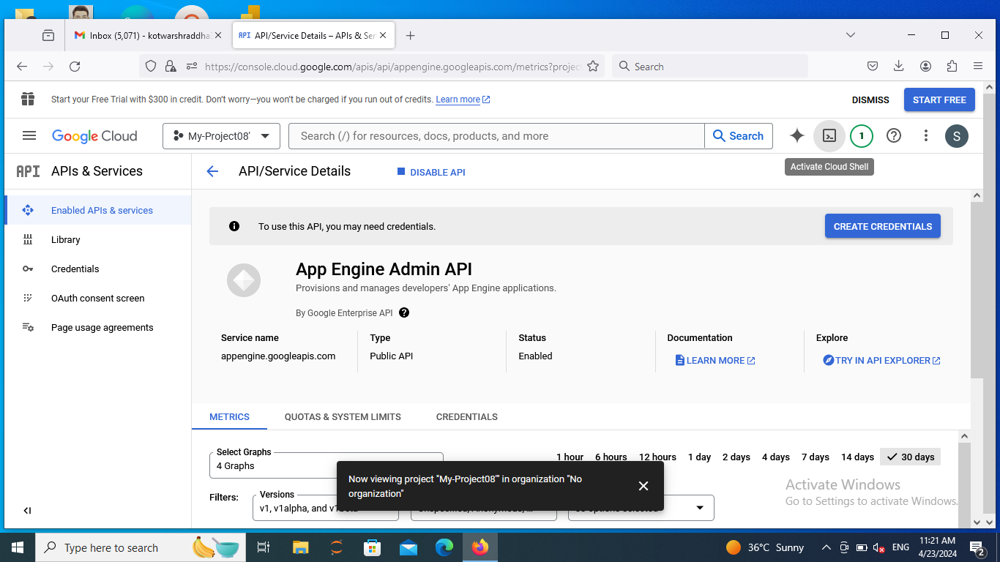 Inbox (5,071) - kotwarshraddha
API API/Service Details – APIs & Ser
https://console.cloud.google.com/apis/api/appengine.googleapis.com/metrics?projec
Search
Start your Free Trial with $300 in credit. Don't worry—you won't be charged if you run out of credits. Learn more
DISMISS
START FREE
Google Cloud
My-Project08'
Search (/) for resources, docs, products, and more
Search
1
S
Activate Cloud Shell
API APIs & Services
API/Service Details
DISABLE API
Enabled APIs & services
Library
Credentials
OAuth consent screen
Page usage agreements
To use this API, you may need credentials.
CREATE CREDENTIALS
App Engine Admin API
Provisions and manages developers' App Engine applications.
By Google Enterprise API
Service name
appengine.googleapis.com
Type
Public API
Status
Enabled
Documentation
LEARN MORE
Explore
TRY IN API EXPLORER
METRICS
QUOTAS & SYSTEM LIMITS
CREDENTIALS
Select Graphs
4 Graphs
1 hour 6 hours 12 hours 1 day 2 days 4 days 7 days 14 days 30 days
Now viewing project "My-Project08'" in organization "No
organization"
Filters:
Versions
v1, v1alpha, and
Activate Windows
Go to Settings to activate Windows.
Type here to search
36°C Sunny
ENG
11:21 AM
4/23/2024
2